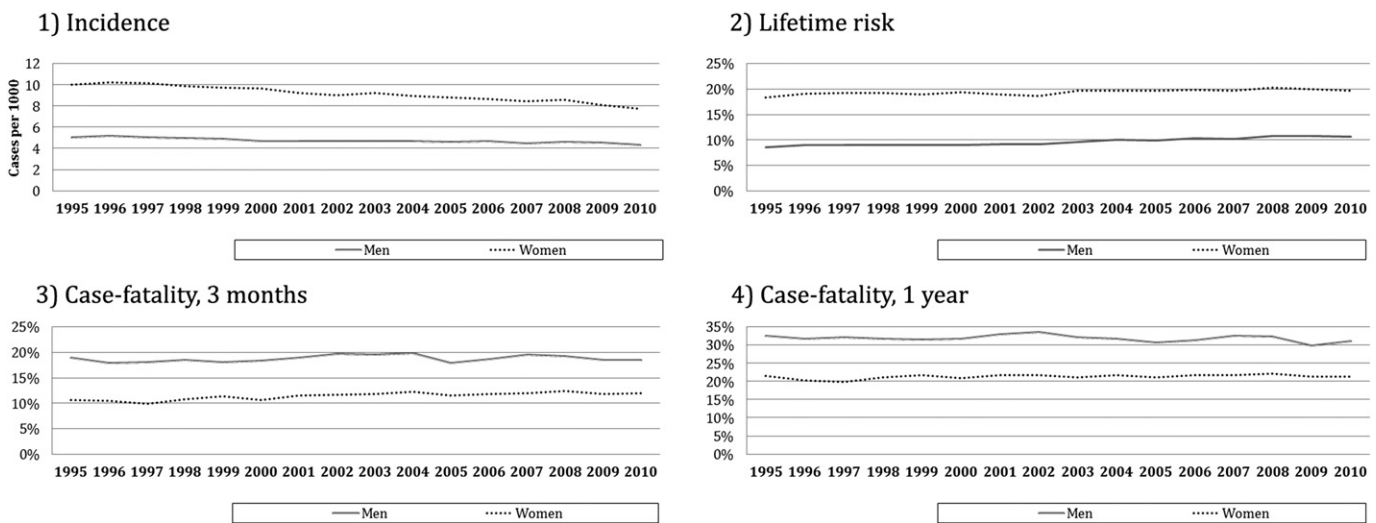 1) Incidence
Cases per 1000
12
10
8
6
4
2
0
1995 1996 1997 1998 1999 2000 2001 2002 2003 2004 2005 2006 2007 2008 2009 2010
Men Women
2) Lifetime risk
25%
20%
15%
10%
5%
0%
1995 1996 1997 1998 1999 2000 2001 2002 2003 2004 2005 2006 2007 2008 2009 2010
Men Women
3) Case-fatality, 3 months
25%
20%
15%
10%
5%
0%
1995 1996 1997 1998 1999 2000 2001 2002 2003 2004 2005 2006 2007 2008 2009 2010
Men Women
4) Case-fatality, 1 year
35%
30%
25%
20%
15%
10%
5%
0%
1995 1996 1997 1998 1999 2000 2001 2002 2003 2004 2005 2006 2007 2008 2009 2010
Men Women